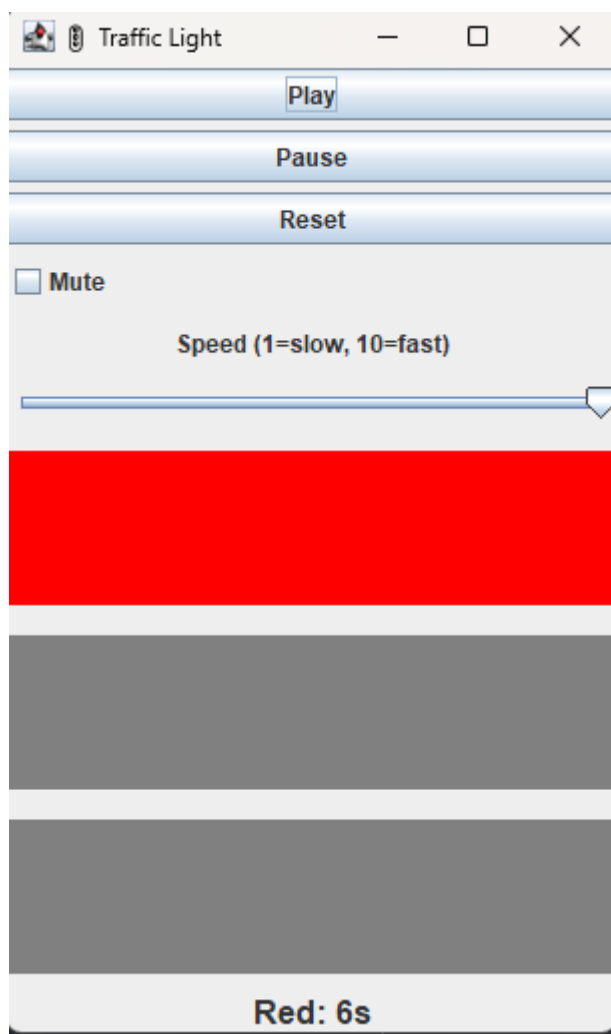 🚦 Traffic Light
Play
Pause
Reset
Mute
Speed (1=slow, 10=fast)
Red: 6s